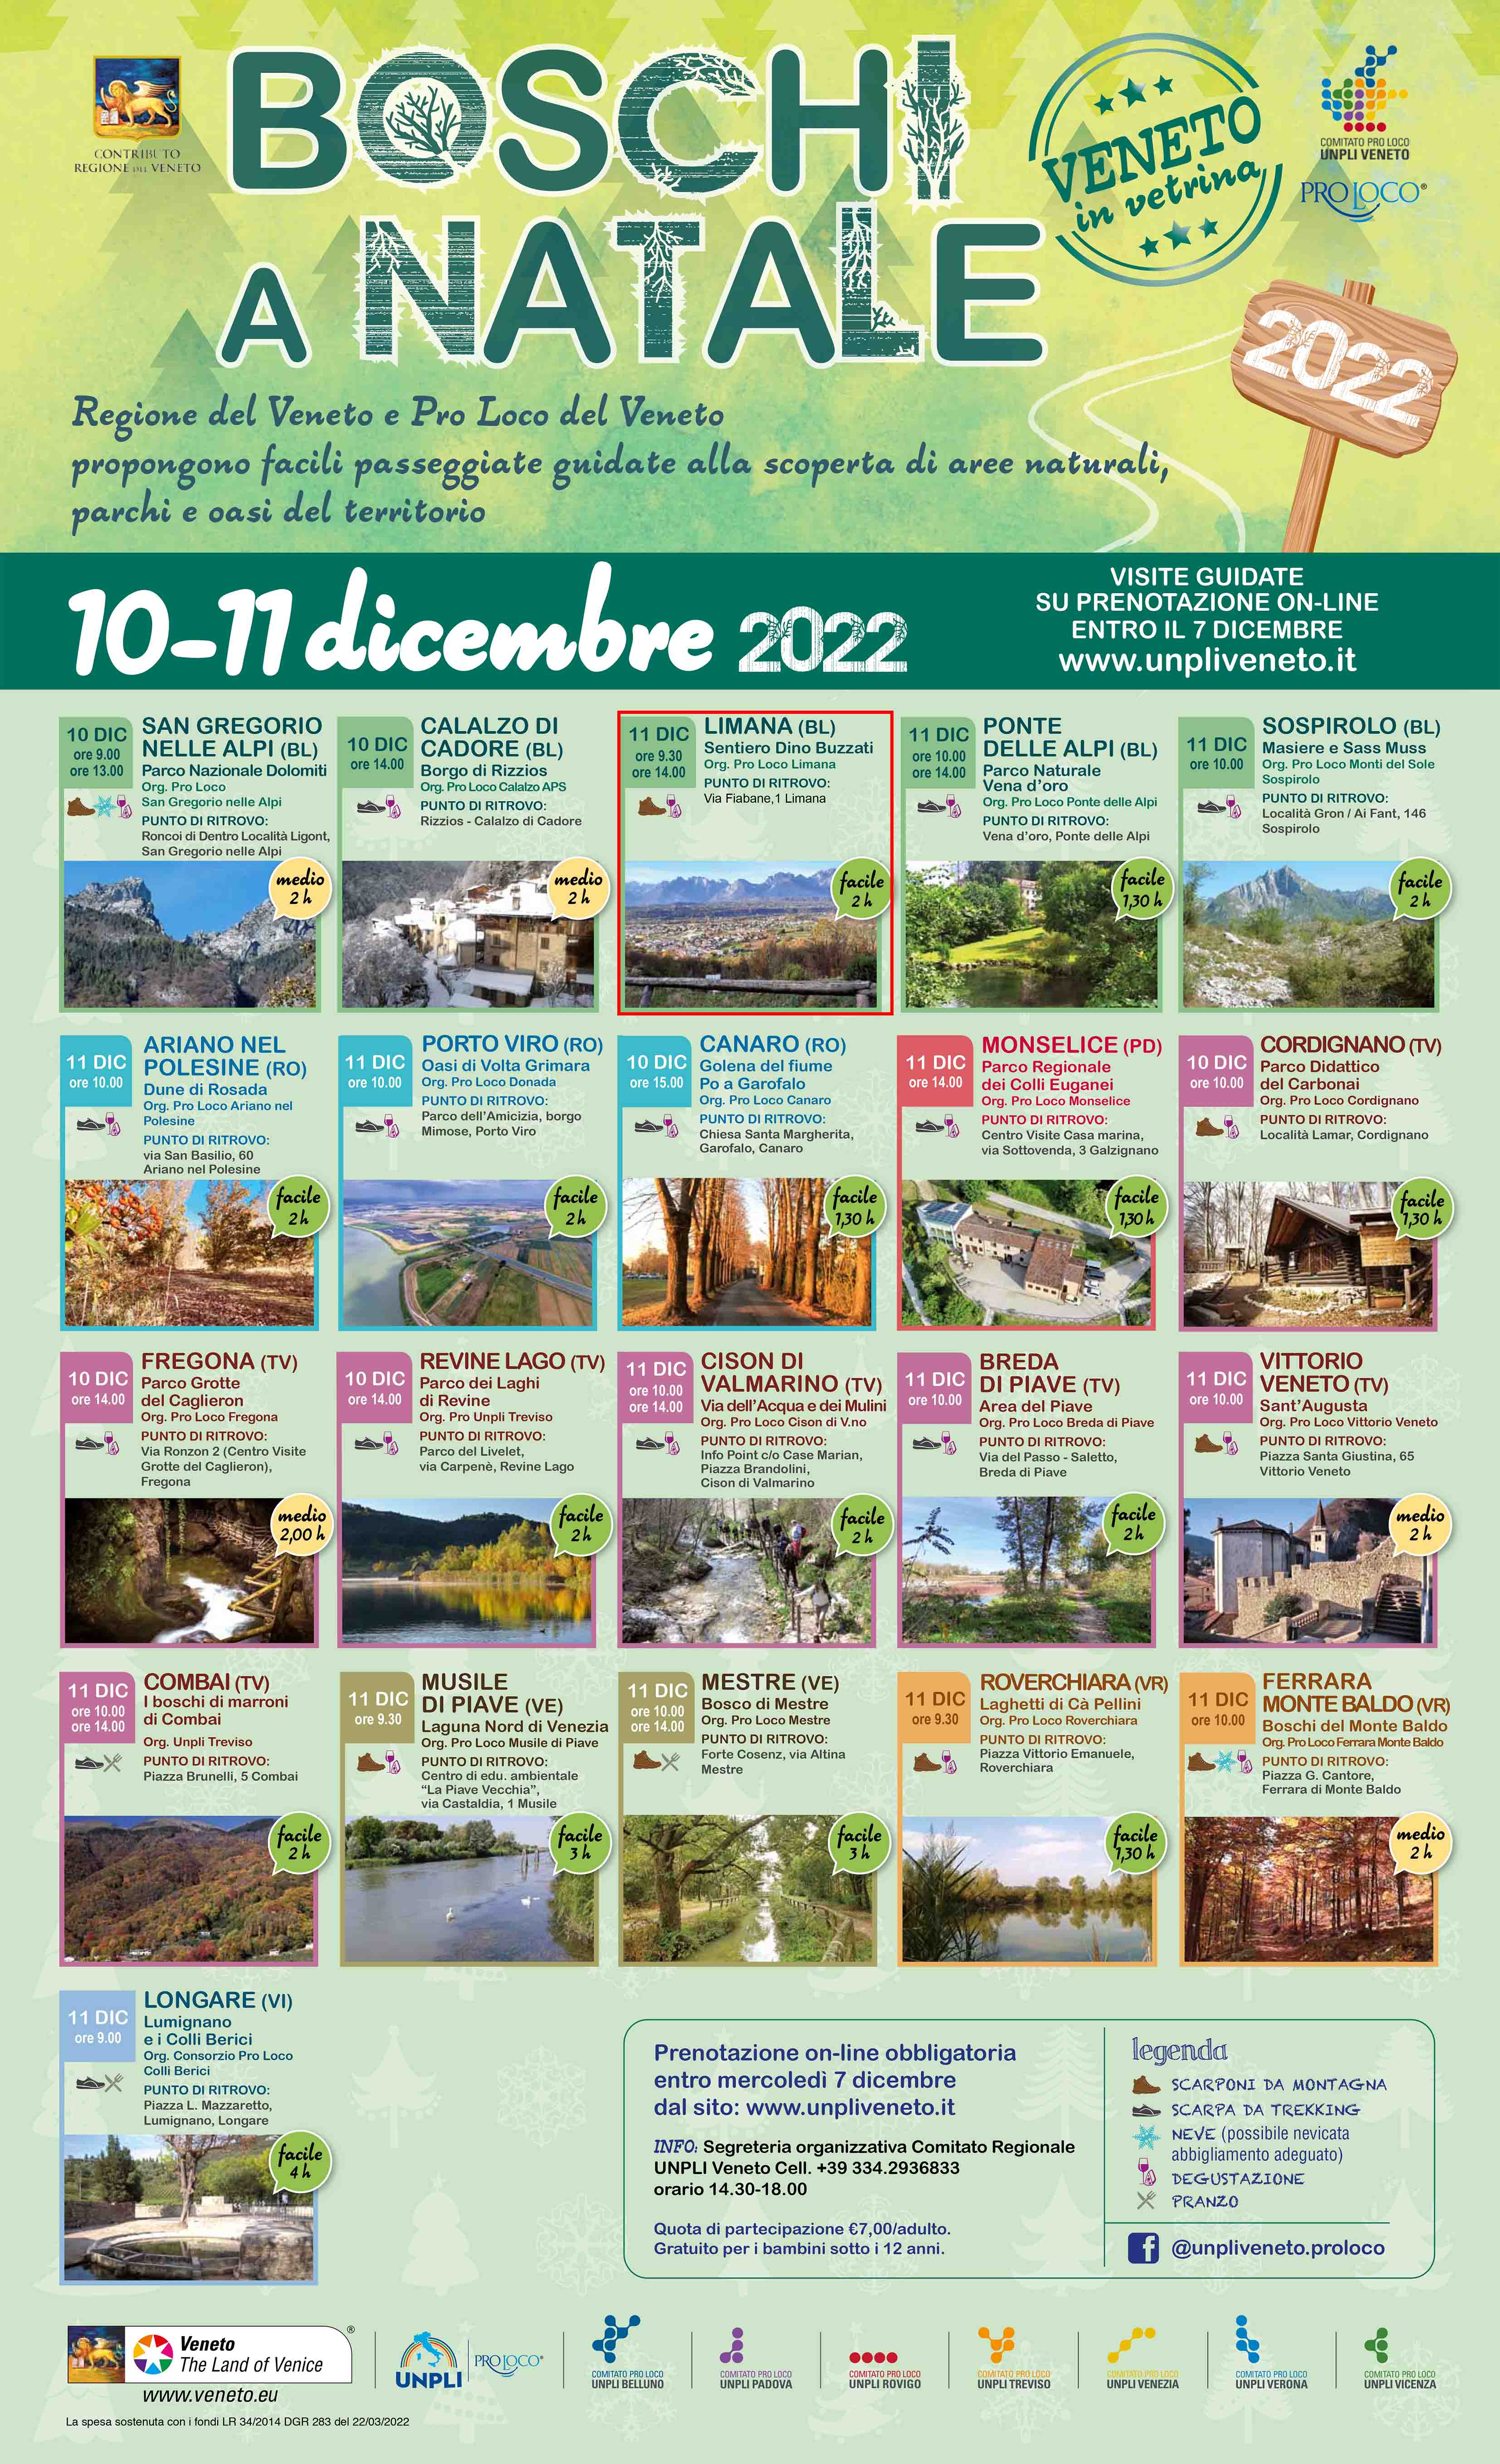 CONTRIBUTO
REGIONE DEL VENETO
BOSCHI
A NATALE
VENETO
in vetrina
COMITATO PRO LOCO
UNPLI VENETO
PRO LOCO®
2022
Regione del Veneto e Pro Loco del Veneto
propongono facili passeggiate guidate alla scoperta di aree naturali,
parchi e oasi del territorio
10-11 dicembre 2022
VISITE GUIDATE
SU PRENOTAZIONE ON-LINE
ENTRO IL 7 DICEMBRE
www.unpliveneto.it
10 DIC
ore 9.00
ore 13.00
SAN GREGORIO
NELLE ALPI (BL)
Parco Nazionale Dolomiti
Org. Pro Loco
San Gregorio nelle Alpi
PUNTO DI RITROVO:
Roncoi di Dentro Località Ligont,
San Gregorio nelle Alpi
medio
2 h
10 DIC
ore 14.00
CALALZO DI
CADORE (BL)
Borgo di Rizzios
Org. Pro Loco Calalzo APS
PUNTO DI RITROVO:
Rizzios - Calalzo di Cadore
medio
2 h
11 DIC
ore 9.30
ore 14.00
LIMANA (BL)
Sentiero Dino Buzzati
Org. Pro Loco Limana
PUNTO DI RITROVO:
Via Fiabane,1 Limana
facile
2 h
11 DIC
ore 10.00
ore 14.00
PONTE
DELLE ALPI (BL)
Parco Naturale
Vena d'oro
Org. Pro Loco Ponte delle Alpi
PUNTO DI RITROVO:
Vena d'oro, Ponte delle Alpi
facile
1,30 h
11 DIC
ore 10.00
SOSPIROLO (BL)
Masiere e Sass Muss
Org. Pro Loco Monti del Sole
Sospirolo
PUNTO DI RITROVO:
Località Gron / Ai Fant, 146
Sospirolo
facile
2 h
11 DIC
ore 10.00
ARIANO NEL
POLESINE (RO)
Dune di Rosada
Org. Pro Loco Ariano nel
Polesine
PUNTO DI RITROVO:
via San Basilio, 60
Ariano nel Polesine
facile
2 h
11 DIC
ore 10.00
PORTO VIRO (RO)
Oasi di Volta Grimara
Org. Pro Loco Donada
PUNTO DI RITROVO:
Parco dell'Amicizia, borgo
Mimose, Porto Viro
facile
2 h
10 DIC
ore 15.00
CANARO (RO)
Golena del fiume
Po a Garofalo
Org. Pro Loco Canaro
PUNTO DI RITROVO:
Chiesa Santa Margherita,
Garofalo, Canaro
facile
1,30 h
11 DIC
ore 14.00
MONSELICE (PD)
Parco Regionale
dei Colli Euganei
Org. Pro Loco Monselice
PUNTO DI RITROVO:
Centro Visite Casa marina,
via Sottovenda, 3 Galzignano
facile
1,30 h
10 DIC
ore 10.00
CORDIGNANO (TV)
Parco Didattico
del Carbonai
Org. Pro Loco Cordignano
PUNTO DI RITROVO:
Località Lamar, Cordignano
facile
1,30 h
10 DIC
ore 14.00
FREGONA (TV)
Parco Grotte
del Caglieron
Org. Pro Loco Fregona
PUNTO DI RITROVO:
Via Ronzon 2 (Centro Visite
Grotte del Caglieron),
Fregona
medio
2,00 h
10 DIC
ore 14.00
REVINE LAGO (TV)
Parco dei Laghi
di Revine
Org. Pro Unpli Treviso
PUNTO DI RITROVO:
Parco del Livelet,
via Carpenè, Revine Lago
facile
2 h
11 DIC
ore 10.00
ore 14.00
CISON DI
VALMARINO (TV)
Via dell'Acqua e dei Mulini
Org. Pro Loco Cison di V.no
PUNTO DI RITROVO:
Info Point c/o Case Marian,
Piazza Brandolini,
Cison di Valmarino
facile
2 h
11 DIC
ore 10.00
BREDA
DI PIAVE (TV)
Area del Piave
Org. Pro Loco Breda di Piave
PUNTO DI RITROVO:
Via del Passo - Saletto,
Breda di Piave
facile
2 h
11 DIC
ore 10.00
VITTORIO
VENETO (TV)
Sant'Augusta
Org. Pro Loco Vittorio Veneto
PUNTO DI RITROVO:
Piazza Santa Giustina, 65
Vittorio Veneto
medio
2 h
11 DIC
ore 10.00
ore 14.00
COMBAI (TV)
I boschi di marroni
di Combai
Org. Unpli Treviso
PUNTO DI RITROVO:
Piazza Brunelli, 5 Combai
facile
2 h
11 DIC
ore 9.30
MUSILE
DI PIAVE (VE)
Laguna Nord di Venezia
Org. Pro Loco Musile di Piave
PUNTO DI RITROVO:
Centro di edu. ambientale
"La Piave Vecchia",
via Castaldia, 1 Musile
facile
3 h
11 DIC
ore 10.00
ore 14.00
MESTRE (VE)
Bosco di Mestre
Org. Pro Loco Mestre
PUNTO DI RITROVO:
Forte Cosenz, via Altina
Mestre
facile
3 h
11 DIC
ore 9.30
ROVERCHIARA (VR)
Laghetti di Cà Pellini
Org. Pro Loco Roverchiara
PUNTO DI RITROVO:
Piazza Vittorio Emanuele,
Roverchiara
facile
1,30 h
11 DIC
ore 10.00
FERRARA
MONTE BALDO (VR)
Boschi del Monte Baldo
Org. Pro Loco Ferrara Monte Baldo
PUNTO DI RITROVO:
Piazza G. Cantore,
Ferrara di Monte Baldo
medio
2 h
11 DIC
ore 9.00
LONGARE (VI)
Lumignano
e i Colli Berici
Org. Consorzio Pro Loco
Colli Berici
PUNTO DI RITROVO:
Piazza L. Mazzaretto,
Lumignano, Longare
facile
4 h
Prenotazione on-line obbligatoria
entro mercoledì 7 dicembre
dal sito: www.unpliveneto.it
INFO: Segreteria organizzativa Comitato Regionale
UNPLI Veneto Cell. +39 334.2936833
orario 14.30-18.00
Quota di partecipazione €7,00/adulto.
Gratuito per i bambini sotto i 12 anni.
legenda
SCARPONI DA MONTAGNA
SCARPA DA TREKKING
NEVE (possibile nevicata
abbigliamento adeguato)
DEGUSTAZIONE
PRANZO
@unpliveneto.proloco
Veneto
The Land of Venice
®
www.veneto.eu
UNPLI
PRO LOCO®
COMITATO PRO LOCO
UNPLI BELLUNO
COMITATO PRO LOCO
UNPLI PADOVA
COMITATO PRO LOCO
UNPLI ROVIGO
COMITATO PRO LOCO
UNPLI TREVISO
COMITATO PRO LOCO
UNPLI VENEZIA
COMITATO PRO LOCO
UNPLI VERONA
COMITATO PRO LOCO
UNPLI VICENZA
La spesa sostenuta con i fondi LR 34/2014 DGR 283 del 22/03/2022